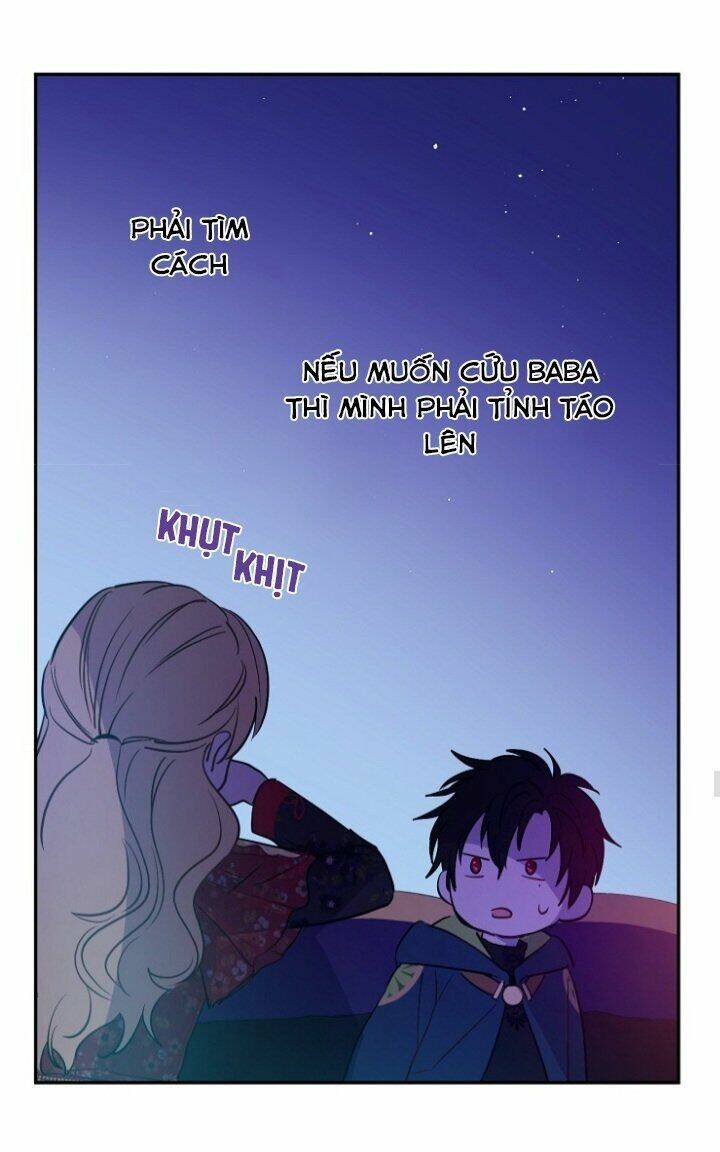 PHẢI TÌM
CÁCH
NẾU MUỐN CỨU BABA
THÌ MÌNH PHẢI TỈNH TÁO
LÊN
KHỤT
KHỊT